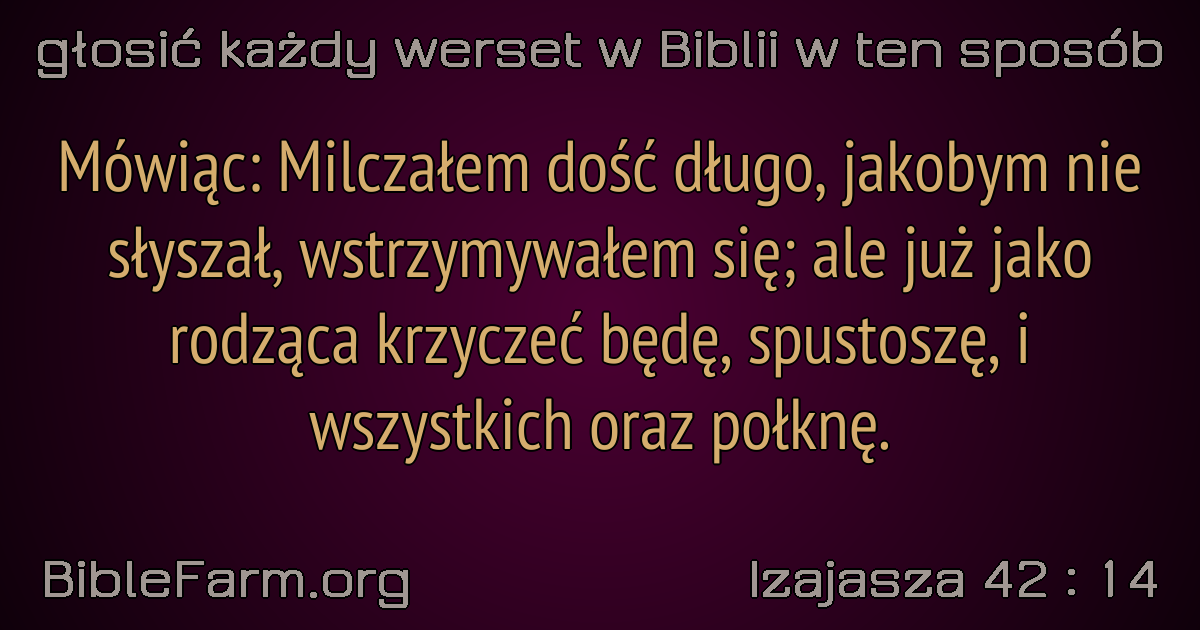 głosić każdy werset w Biblii w ten sposób
Mówiąc: Milczałem dość długo, jakobym nie
słyszał, wstrzymywałem się; ale już jako
rodząca krzyczeć będę, spustoszę, i
wszystkich oraz połknę.
BibleFarm.org
Izajasza 42 : 14